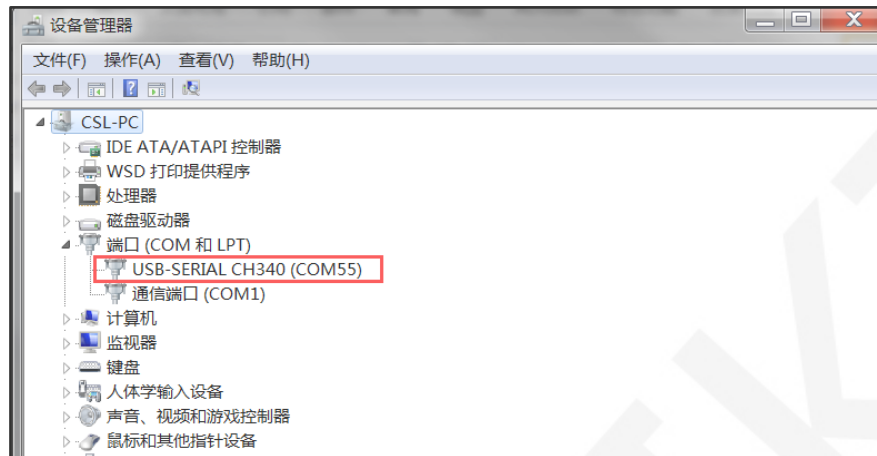 设备管理器
文件(F) 操作(A) 查看(V) 帮助(H)
CSL-PC
IDE ATA/ATAPI 控制器
WSD 打印提供程序
处理器
磁盘驱动器
端口 (COM 和 LPT)
USB-SERIAL CH340 (COM55)
通信端口 (COM1)
计算机
监视器
键盘
人体学输入设备
声音、视频和游戏控制器
鼠标和其他指针设备